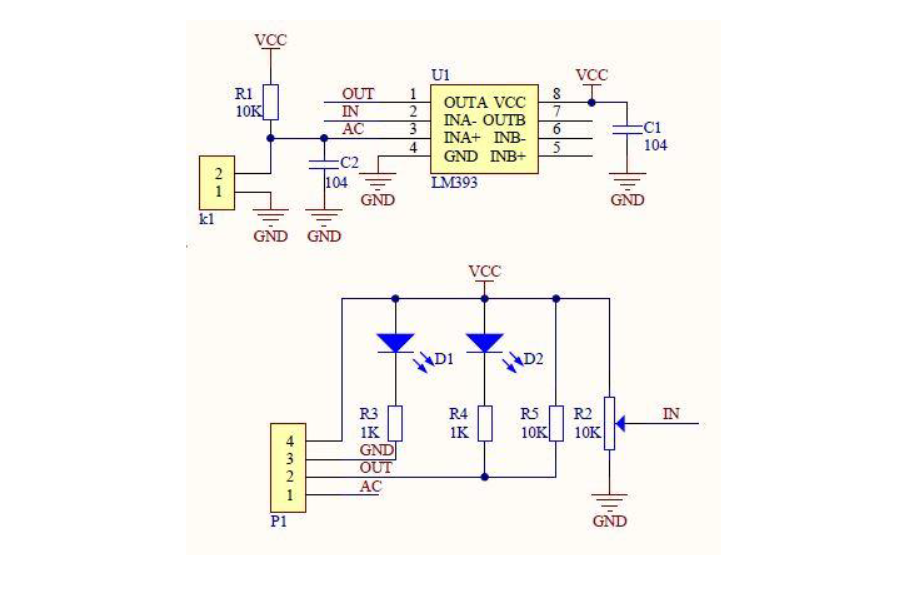 VCC
R1
10K
2
1
k1
GND
GND
C2
104
OUT
IN
AC
1
2
3
4
GND
U1
OUTA VCC
INA- OUTB
INA+ INB-
GND INB+
LM393
8
7
6
5
VCC
C1
104
GND
VCC
D1
D2
R3
1K
R4
1K
R5
10K
R2
10K
IN
GND
4
3
2
1
P1
GND
OUT
AC